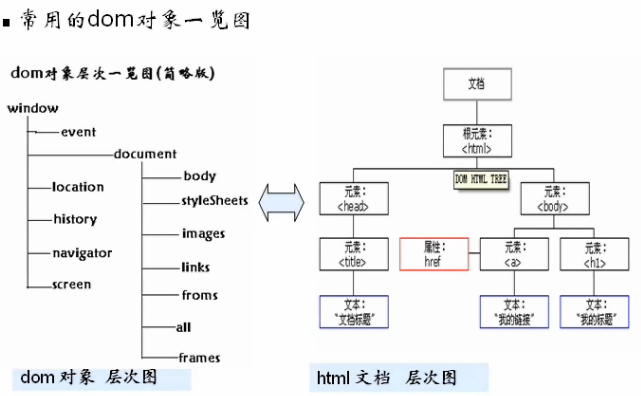 常用的dom对象一览图
dom对象层次一览图(简略版)
window
event
document
location
history
navigator
screen
body
styleSheets
images
links
froms
all
frames
dom 对象 层次图
文档
根元素:
<html>
DOM HTML TREE
元素:
<head>
元素:
<body>
元素:
<title>
属性:
href
元素:
<a>
元素:
<h1>
文本:
"文档标题"
文本:
"我的链接"
文本:
"我的标题"
html 文档 层次图